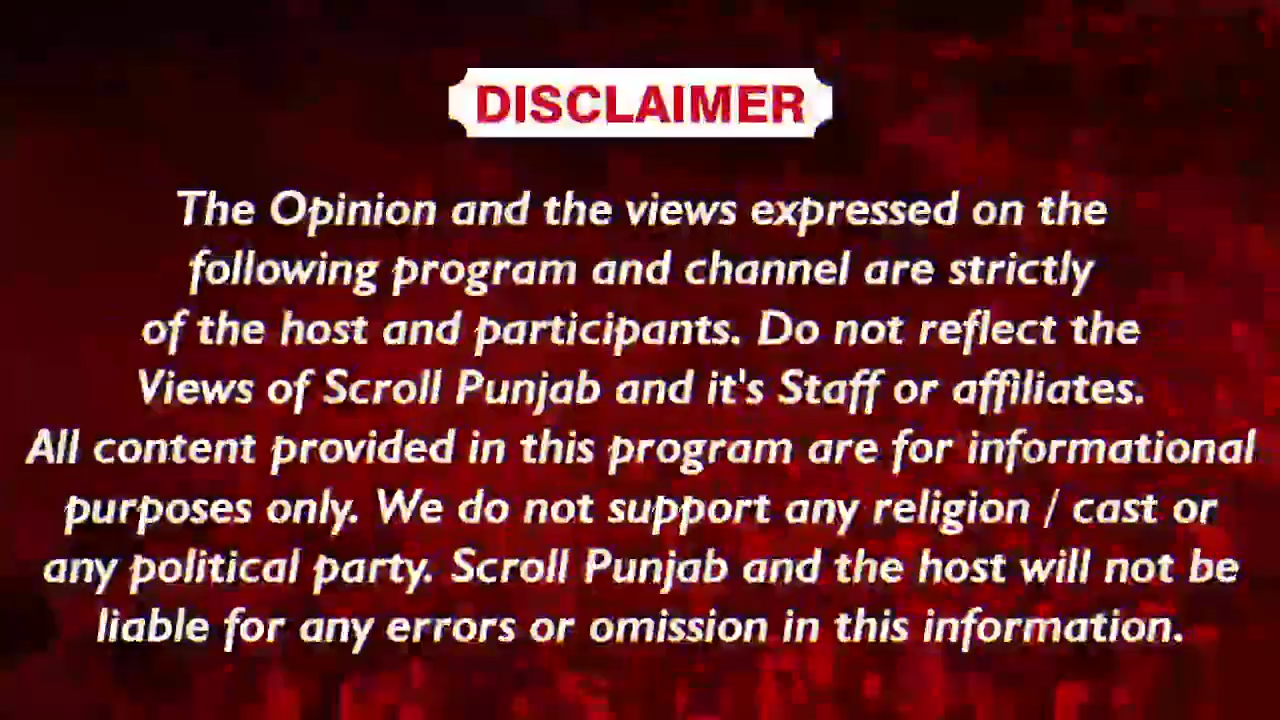 DISCLAIMER
The Opinion and the views expressed on the
following program and channel are strictly
of the host and participants. Do not reflect the
Views of Scroll Punjab and it's Staff or affiliates.
All content provided in this program are for informational
purposes only. We do not support any religion / cast or
any political party. Scroll Punjab and the host will not be
liable for any errors or omission in this information.